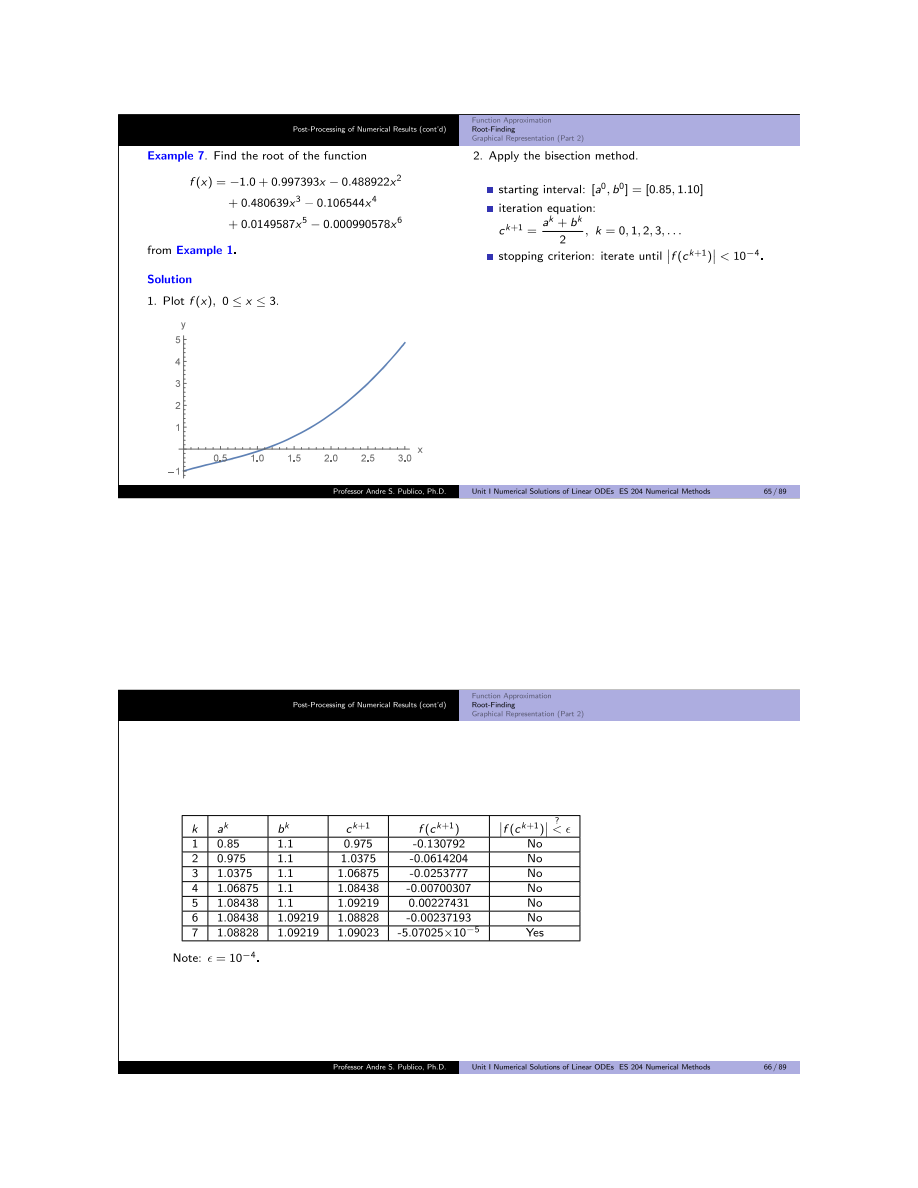 Post-Processing of Numerical Results (cont'd)
Function Approximation
Root-Finding
Graphical Representation (Part 2)
Example 7. Find the root of the function
f(x) = −1.0 + 0.997393x − 0.488922x²
+ 0.480639x³ − 0.106544x⁴
+ 0.0149587x⁵ − 0.000990578x⁶
from Example 1.
Solution
1. Plot f(x), 0 ≤ x ≤ 3.
y
5
4
3
2
1
−1
0.5 1.0 1.5 2.0 2.5 3.0 x
2. Apply the bisection method.
starting interval: [a⁰, b⁰] = [0.85, 1.10]
iteration equation:
cᵏ⁺¹ = (aᵏ + bᵏ)/2, k = 0, 1, 2, 3, . . .
stopping criterion: iterate until |f(cᵏ⁺¹)| < 10⁻⁴.
Professor Andre S. Publico, Ph.D.
Unit I Numerical Solutions of Linear ODEs ES 204 Numerical Methods 65 / 89
Post-Processing of Numerical Results (cont'd)
Function Approximation
Root-Finding
Graphical Representation (Part 2)
k aᵏ bᵏ cᵏ⁺¹ f(cᵏ⁺¹) |f(cᵏ⁺¹)| <? ϵ
1 0.85 1.1 0.975 -0.130792 No
2 0.975 1.1 1.0375 -0.0614204 No
3 1.0375 1.1 1.06875 -0.0253777 No
4 1.06875 1.1 1.08438 -0.00700307 No
5 1.08438 1.1 1.09219 0.00227431 No
6 1.08438 1.09219 1.08828 -0.00237193 No
7 1.08828 1.09219 1.09023 -5.07025×10⁻⁵ Yes
Note: ϵ = 10⁻⁴.
Professor Andre S. Publico, Ph.D.
Unit I Numerical Solutions of Linear ODEs ES 204 Numerical Methods 66 / 89